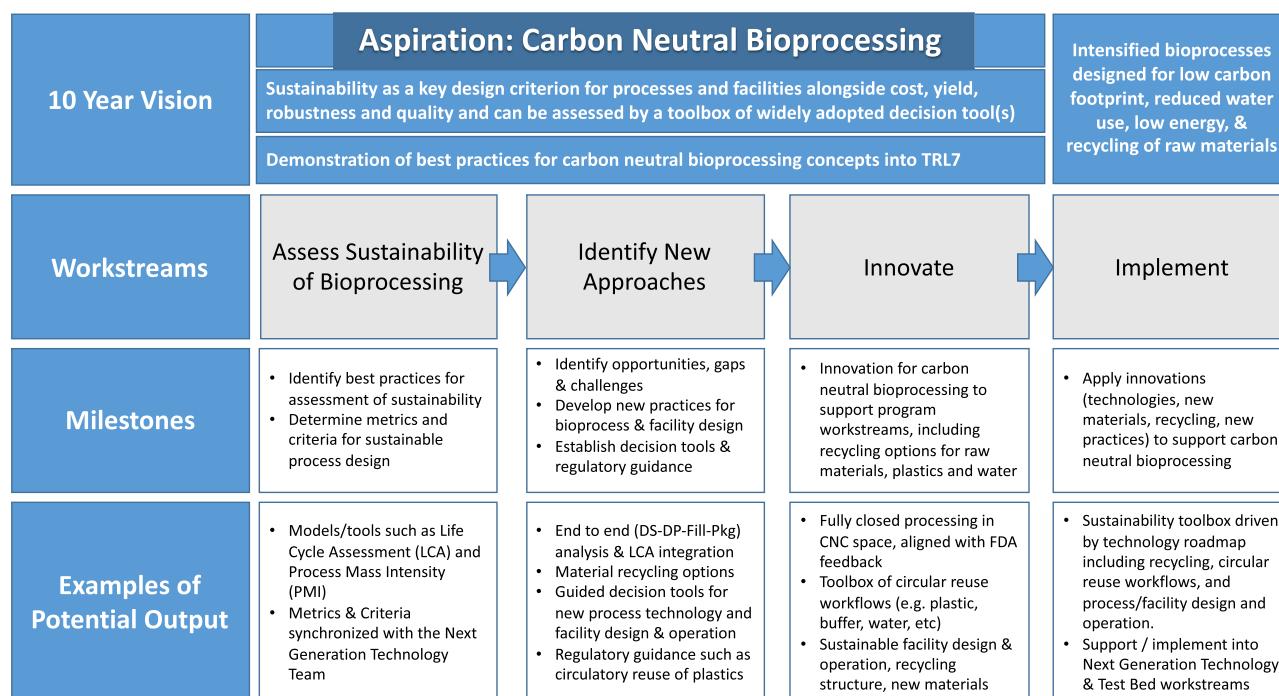 Aspiration: Carbon Neutral Bioprocessing
10 Year Vision
Sustainability as a key design criterion for processes and facilities alongside cost, yield,
robustness and quality and can be assessed by a toolbox of widely adopted decision tool(s)
Demonstration of best practices for carbon neutral bioprocessing concepts into TRL7
Intensified bioprocesses
designed for low carbon
footprint, reduced water
use, low energy, &
recycling of raw materials
Workstreams
Assess Sustainability
of Bioprocessing
Identify New
Approaches
Innovate
Implement
Milestones
• Identify best practices for
assessment of sustainability
• Determine metrics and
criteria for sustainable
process design
• Identify opportunities, gaps
& challenges
• Develop new practices for
bioprocess & facility design
• Establish decision tools &
regulatory guidance
• Innovation for carbon
neutral bioprocessing to
support program
workstreams, including
recycling options for raw
materials, plastics and water
• Apply innovations
(technologies, new
materials, recycling, new
practices) to support carbon
neutral bioprocessing
Examples of
Potential Output
• Models/tools such as Life
Cycle Assessment (LCA) and
Process Mass Intensity
(PMI)
• Metrics & Criteria
synchronized with the Next
Generation Technology
Team
• End to end (DS-DP-Fill-Pkg)
analysis & LCA integration
• Material recycling options
• Guided decision tools for
new process technology and
facility design & operation
• Regulatory guidance such as
circulatory reuse of plastics
• Fully closed processing in
CNC space, aligned with FDA
feedback
• Toolbox of circular reuse
workflows (e.g. plastic,
buffer, water, etc)
• Sustainable facility design &
operation, recycling
structure, new materials
• Sustainability toolbox driven
by technology roadmap
including recycling, circular
reuse workflows, and
process/facility design and
operation.
• Support / implement into
Next Generation Technology
& Test Bed workstreams